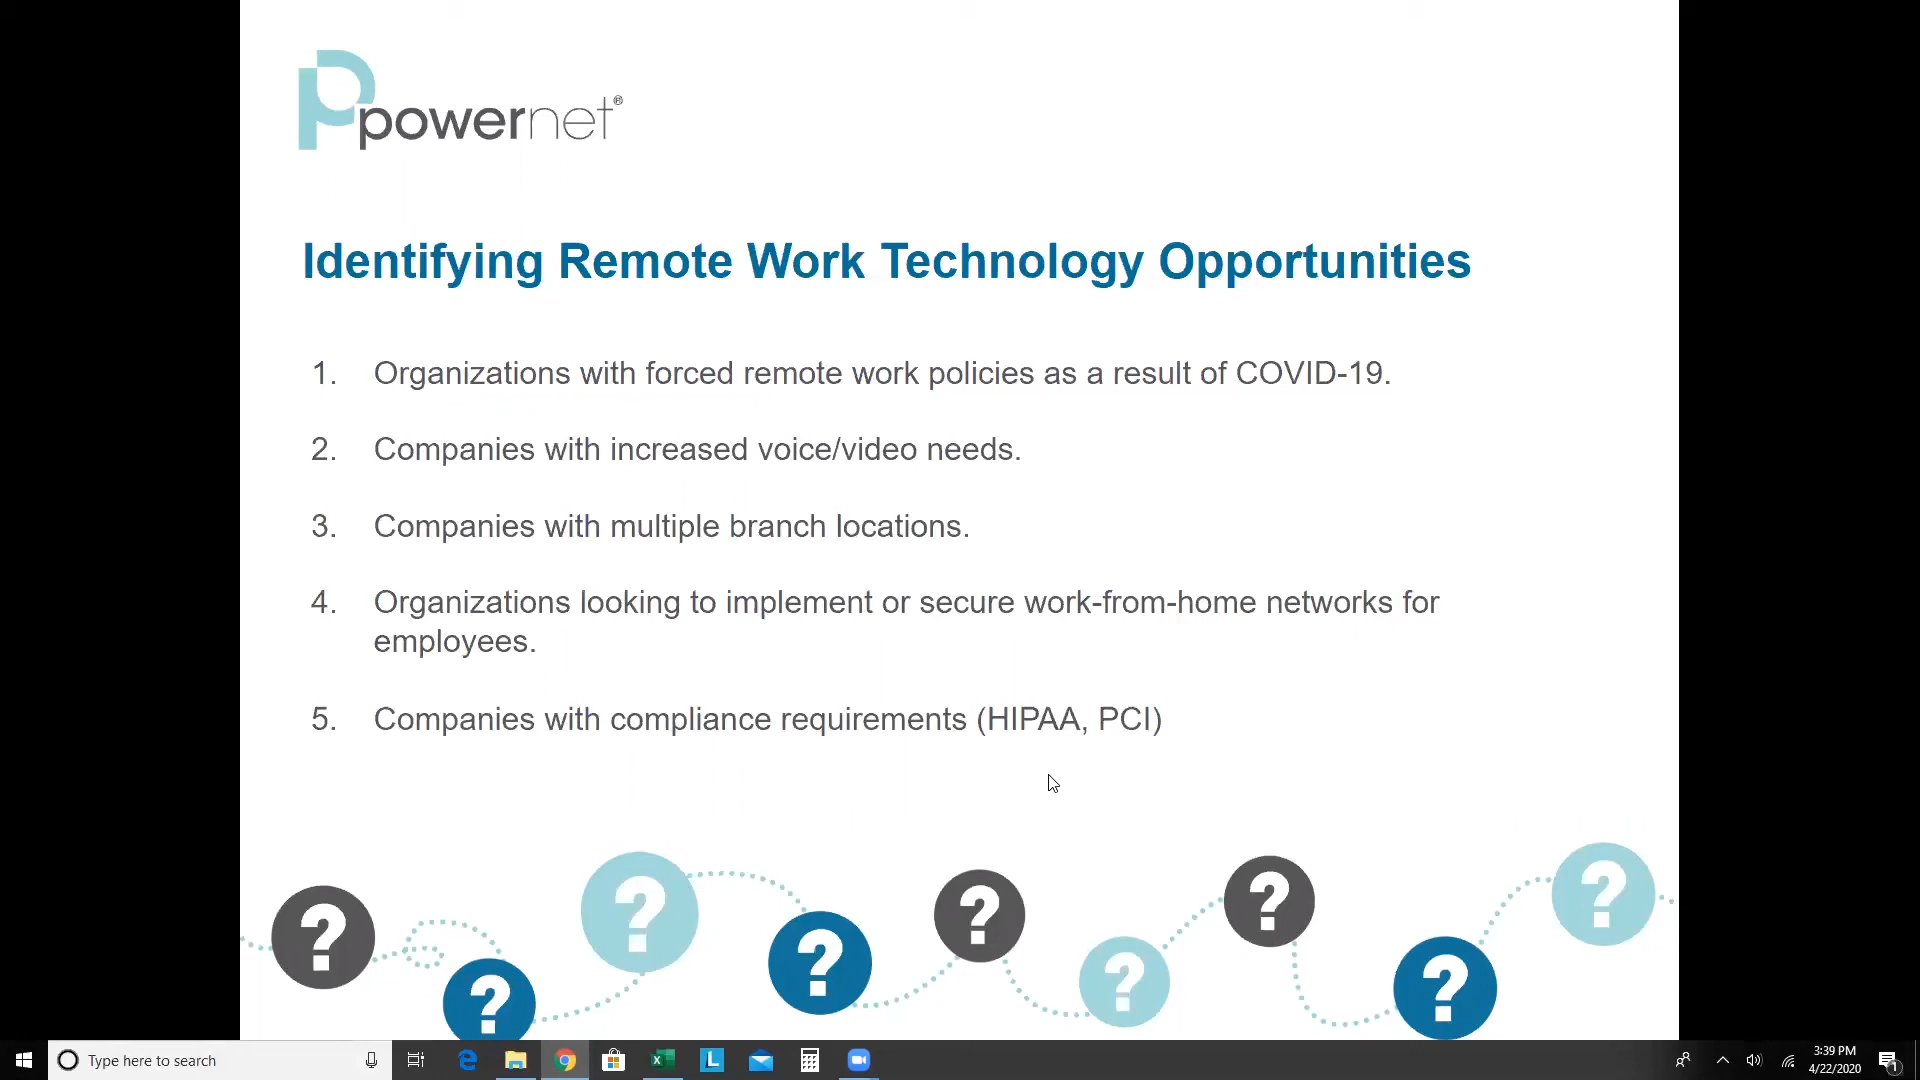 powernet®
Identifying Remote Work Technology Opportunities
1. Organizations with forced remote work policies as a result of COVID-19.
2. Companies with increased voice/video needs.
3. Companies with multiple branch locations.
4. Organizations looking to implement or secure work-from-home networks for
employees.
5. Companies with compliance requirements (HIPAA, PCI)
? ? ? ? ? ? ? ? ?
Type here to search
3:39 PM
4/22/2020
1